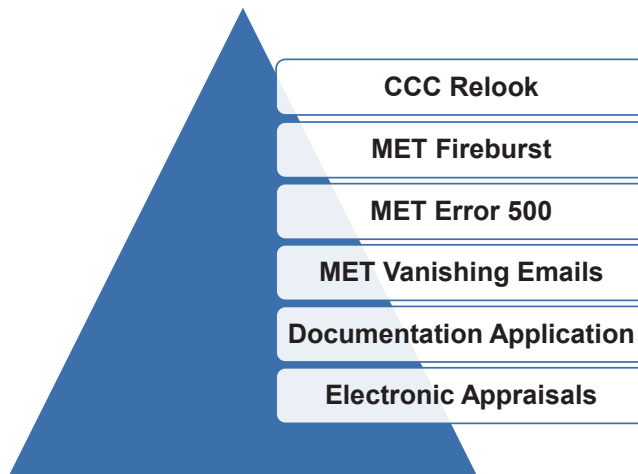 CCC Relook
MET Fireburst
MET Error 500
MET Vanishing Emails
Documentation Application
Electronic Appraisals